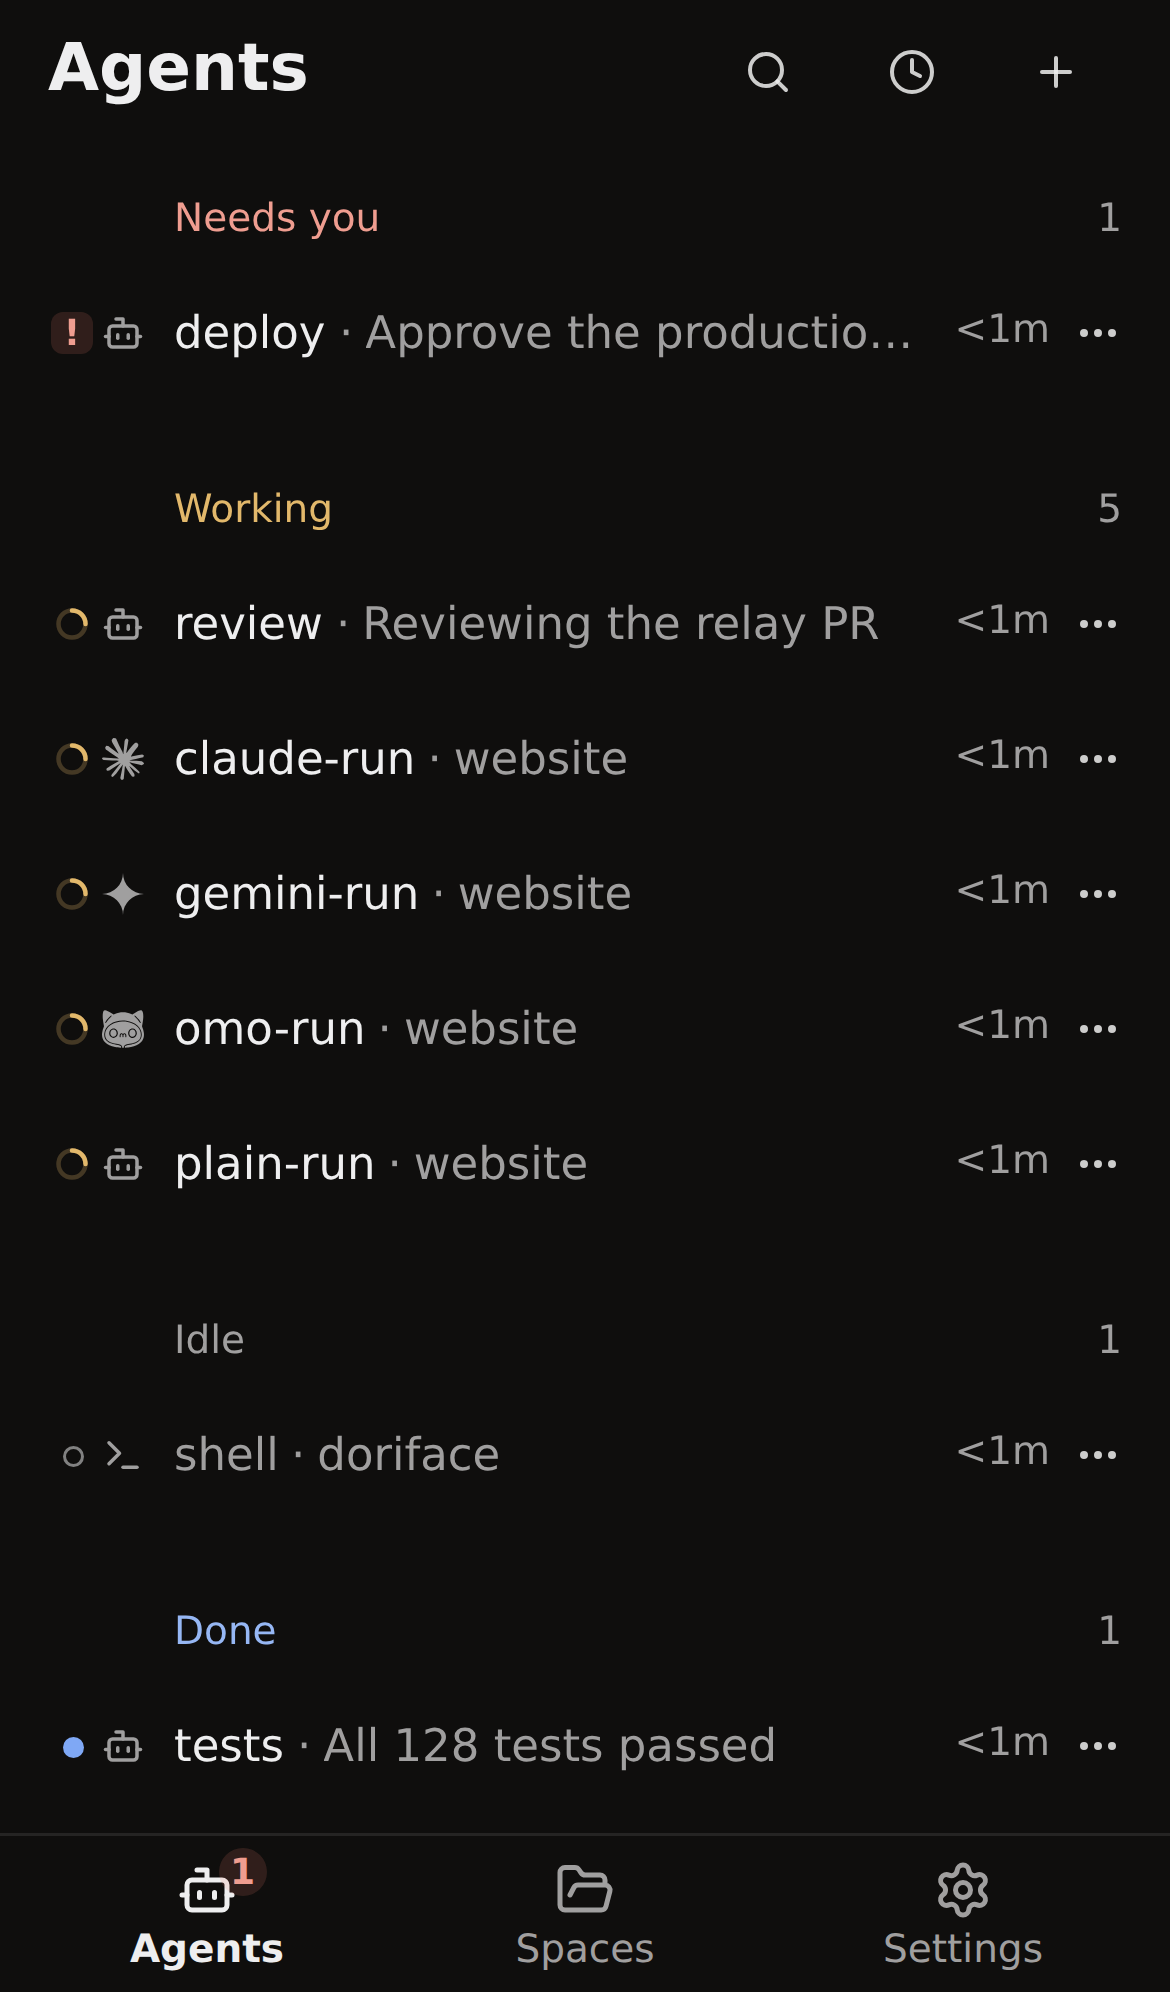 Agents
Needs you 1
! deploy · Approve the productio... <1m
Working 5
review · Reviewing the relay PR <1m
claude-run · website <1m
gemini-run · website <1m
omo-run · website <1m
plain-run · website <1m
Idle 1
shell · doriface <1m
Done 1
tests · All 128 tests passed <1m
1
Agents Spaces Settings